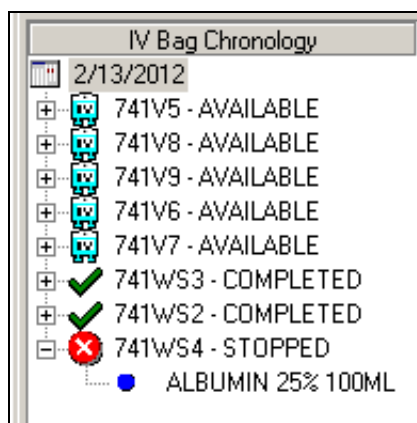 IV Bag Chronology
2/13/2012
741V5 - AVAILABLE
741V8 - AVAILABLE
741V9 - AVAILABLE
741V6 - AVAILABLE
741V7 - AVAILABLE
741WS3 - COMPLETED
741WS2 - COMPLETED
741WS4 - STOPPED
ALBUMIN 25% 100ML